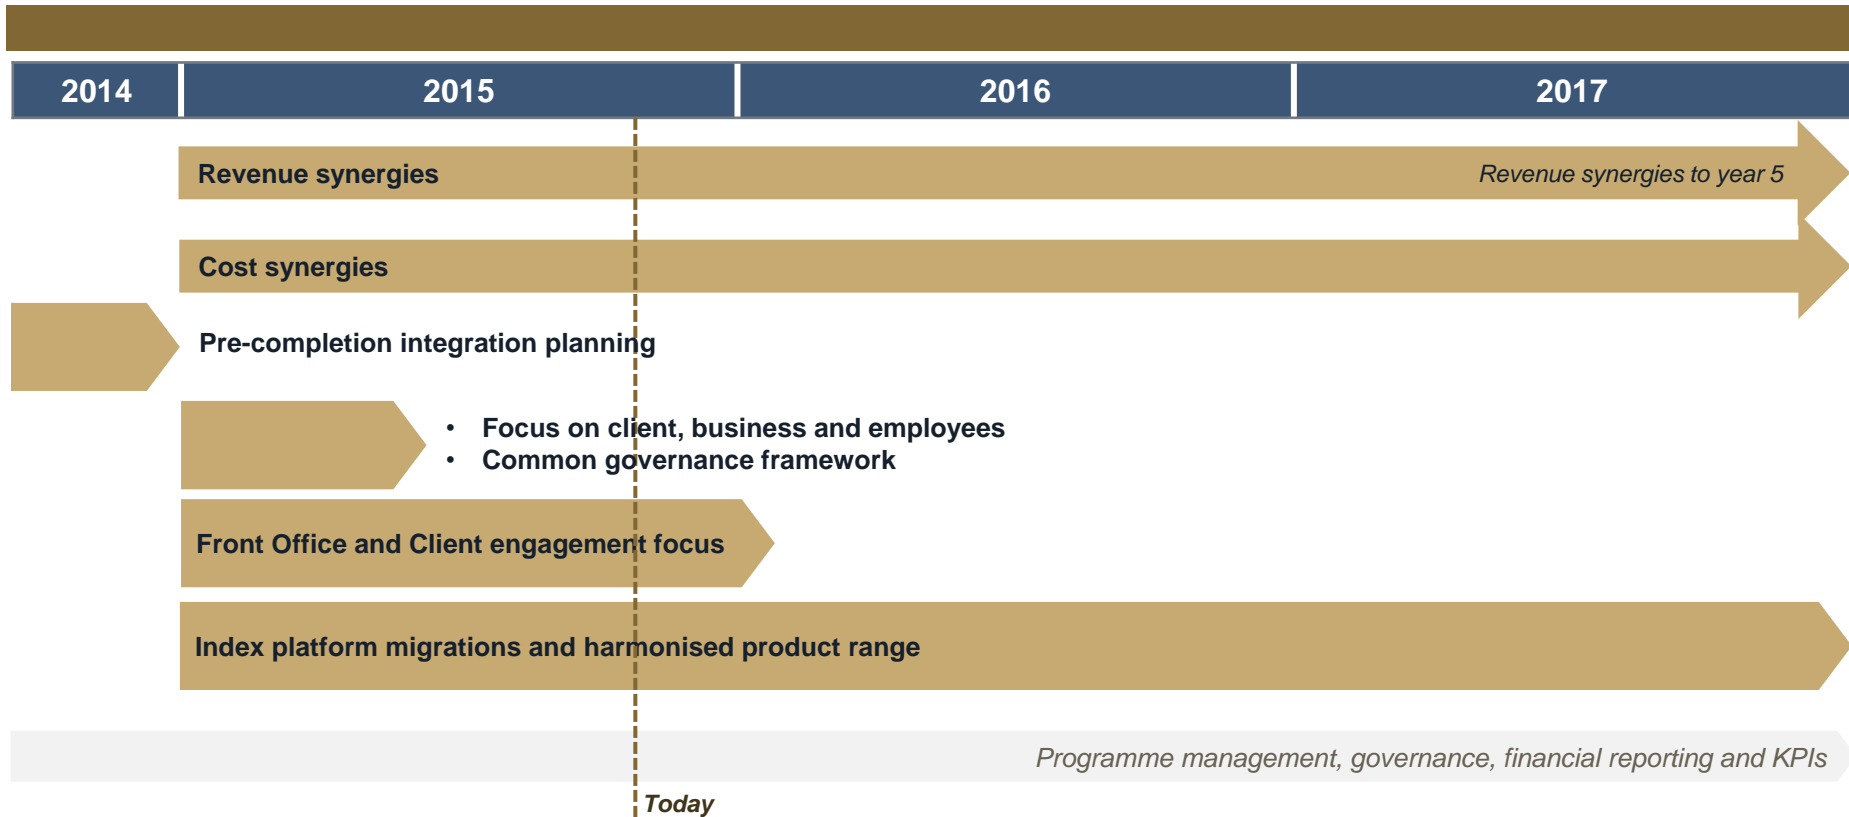 2014
2015
2016
2017
Revenue synergies
Revenue synergies to year 5
Cost synergies
Pre-completion integration planning
• Focus on client, business and employees
• Common governance framework
Front Office and Client engagement focus
Index platform migrations and harmonised product range
Programme management, governance, financial reporting and KPIs
Today